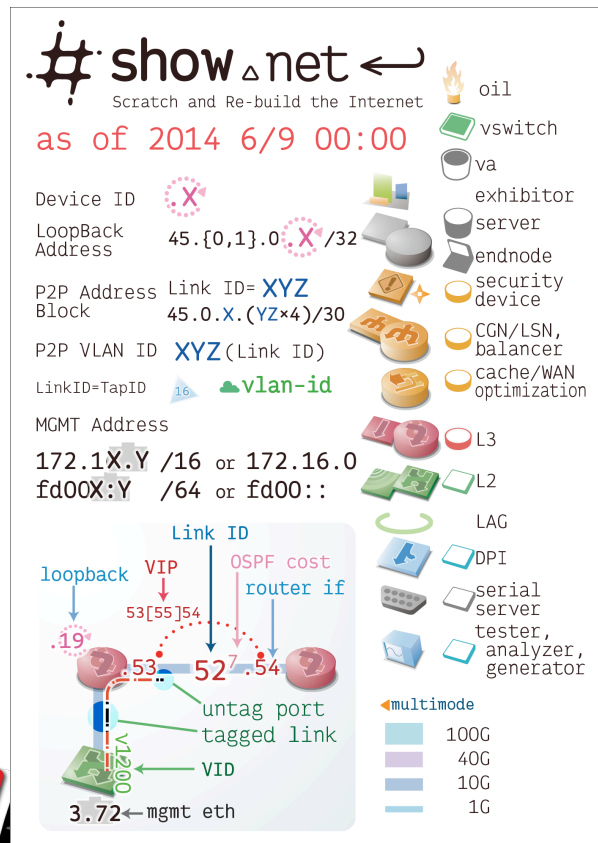 # show△net ↵
Scratch and Re-build the Internet
as of 2014 6/9 00:00
Device ID .X
LoopBack Address 45.{0,1}.0.X/32
P2P Address Block Link ID= XYZ
45.0.X.(YZ×4)/30
P2P VLAN ID XYZ(Link ID)
LinkID=TapID 16 vlan-id
MGMT Address
172.1X.Y /16 or 172.16.0
fd00X:Y /64 or fd00::
oil
vswitch
va
exhibitor
server
endnode
security
device
CGN/LSN,
balancer
cache/WAN
optimization
L3
L2
LAG
DPI
serial
server
tester,
analyzer,
generator
multimode
100G
40G
10G
1G
Link ID
VIP
OSPF cost
loopback
router if
53[55]54
.19
.53 52 7 .54
untag port
tagged link
v1200
VID
3.72 mgmt eth